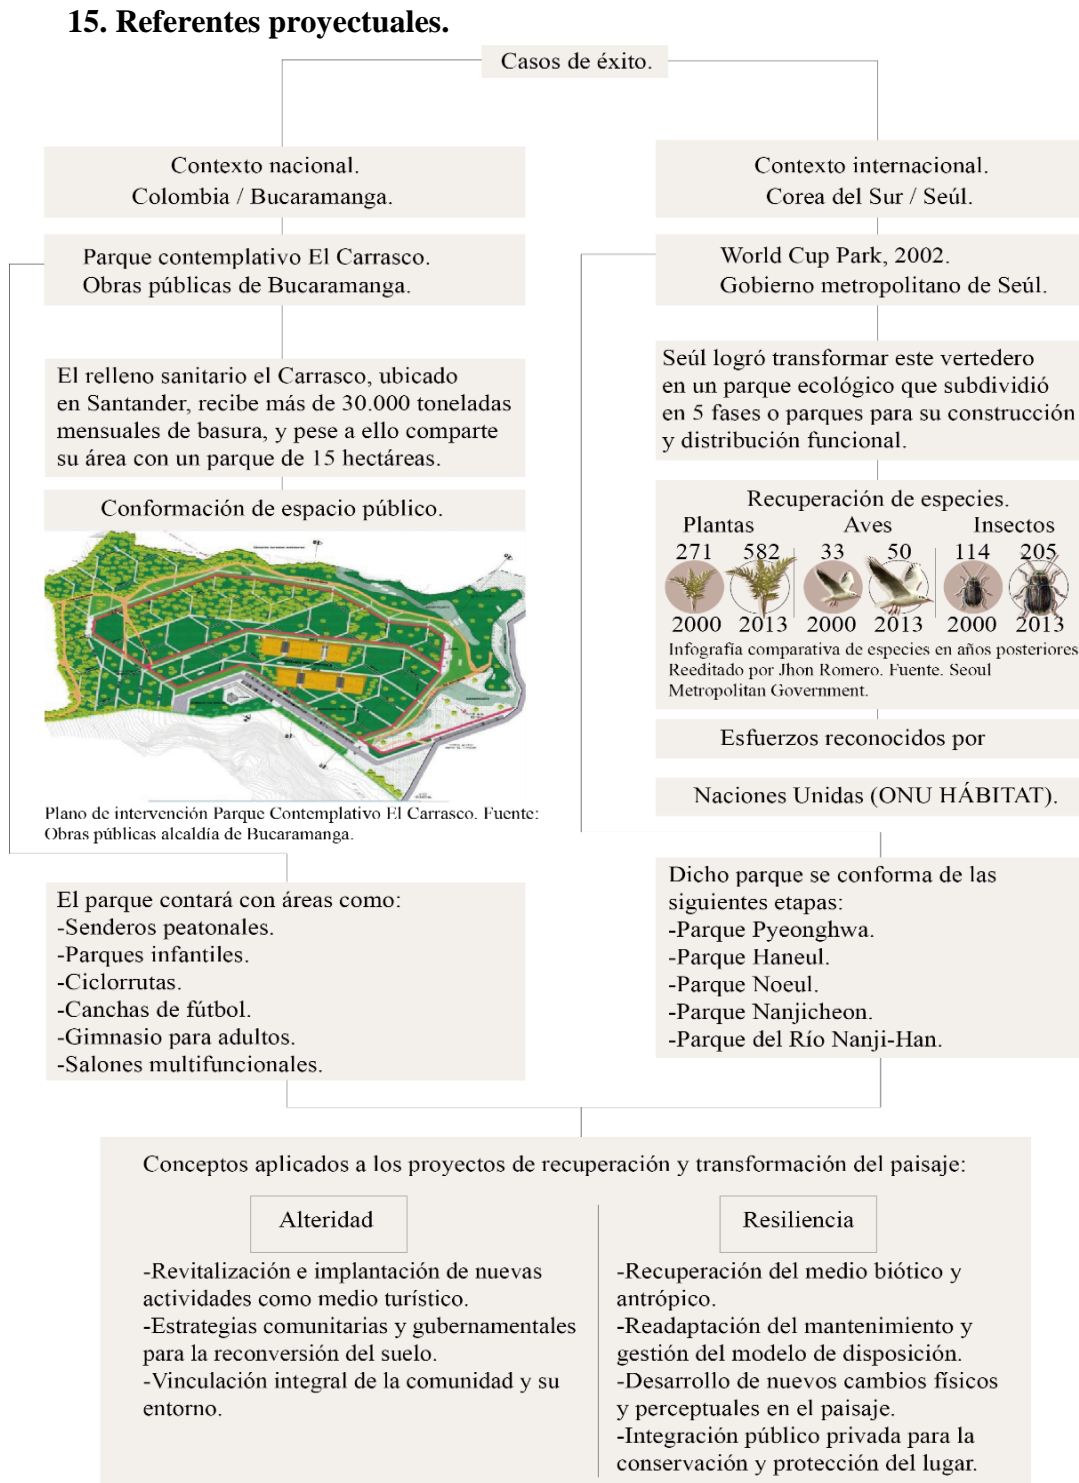 15. Referentes proyectuales.
Casos de éxito.
Contexto nacional.
Colombia / Bucaramanga.
Parque contemplativo El Carrasco.
Obras públicas de Bucaramanga.
El relleno sanitario el Carrasco, ubicado
en Santander, recibe más de 30.000 toneladas
mensuales de basura, y pese a ello comparte
su área con un parque de 15 hectáreas.
Conformación de espacio público.
Plano de intervención Parque Contemplativo El Carrasco. Fuente:
Obras públicas alcaldía de Bucaramanga.
El parque contará con áreas como:
-Senderos peatonales.
-Parques infantiles.
-Ciclorrutas.
-Canchas de fútbol.
-Gimnasio para adultos.
-Salones multifuncionales.
Contexto internacional.
Corea del Sur / Seúl.
World Cup Park, 2002.
Gobierno metropolitano de Seúl.
Seúl logró transformar este vertedero
en un parque ecológico que subdividió
en 5 fases o parques para su construcción
y distribución funcional.
Recuperación de especies.
Plantas Aves Insectos
271 582 33 50 114 205
2000 2013 2000 2013 2000 2013
Infografía comparativa de especies en años posteriores
Reeditado por Jhon Romero. Fuente. Seoul
Metropolitan Government.
Esfuerzos reconocidos por
Naciones Unidas (ONU HÁBITAT).
Dicho parque se conforma de las
siguientes etapas:
-Parque Pyeonghwa.
-Parque Haneul.
-Parque Noeul.
-Parque Nanjicheon.
-Parque del Río Nanji-Han.
Conceptos aplicados a los proyectos de recuperación y transformación del paisaje:
Alteridad
-Revitalización e implantación de nuevas
actividades como medio turístico.
-Estrategias comunitarias y gubernamentales
para la reconversión del suelo.
-Vinculación integral de la comunidad y su
entorno.
Resiliencia
-Recuperación del medio biótico y
antrópico.
-Readaptación del mantenimiento y
gestión del modelo de disposición.
-Desarrollo de nuevos cambios físicos
y perceptuales en el paisaje.
-Integración público privada para la
conservación y protección del lugar.